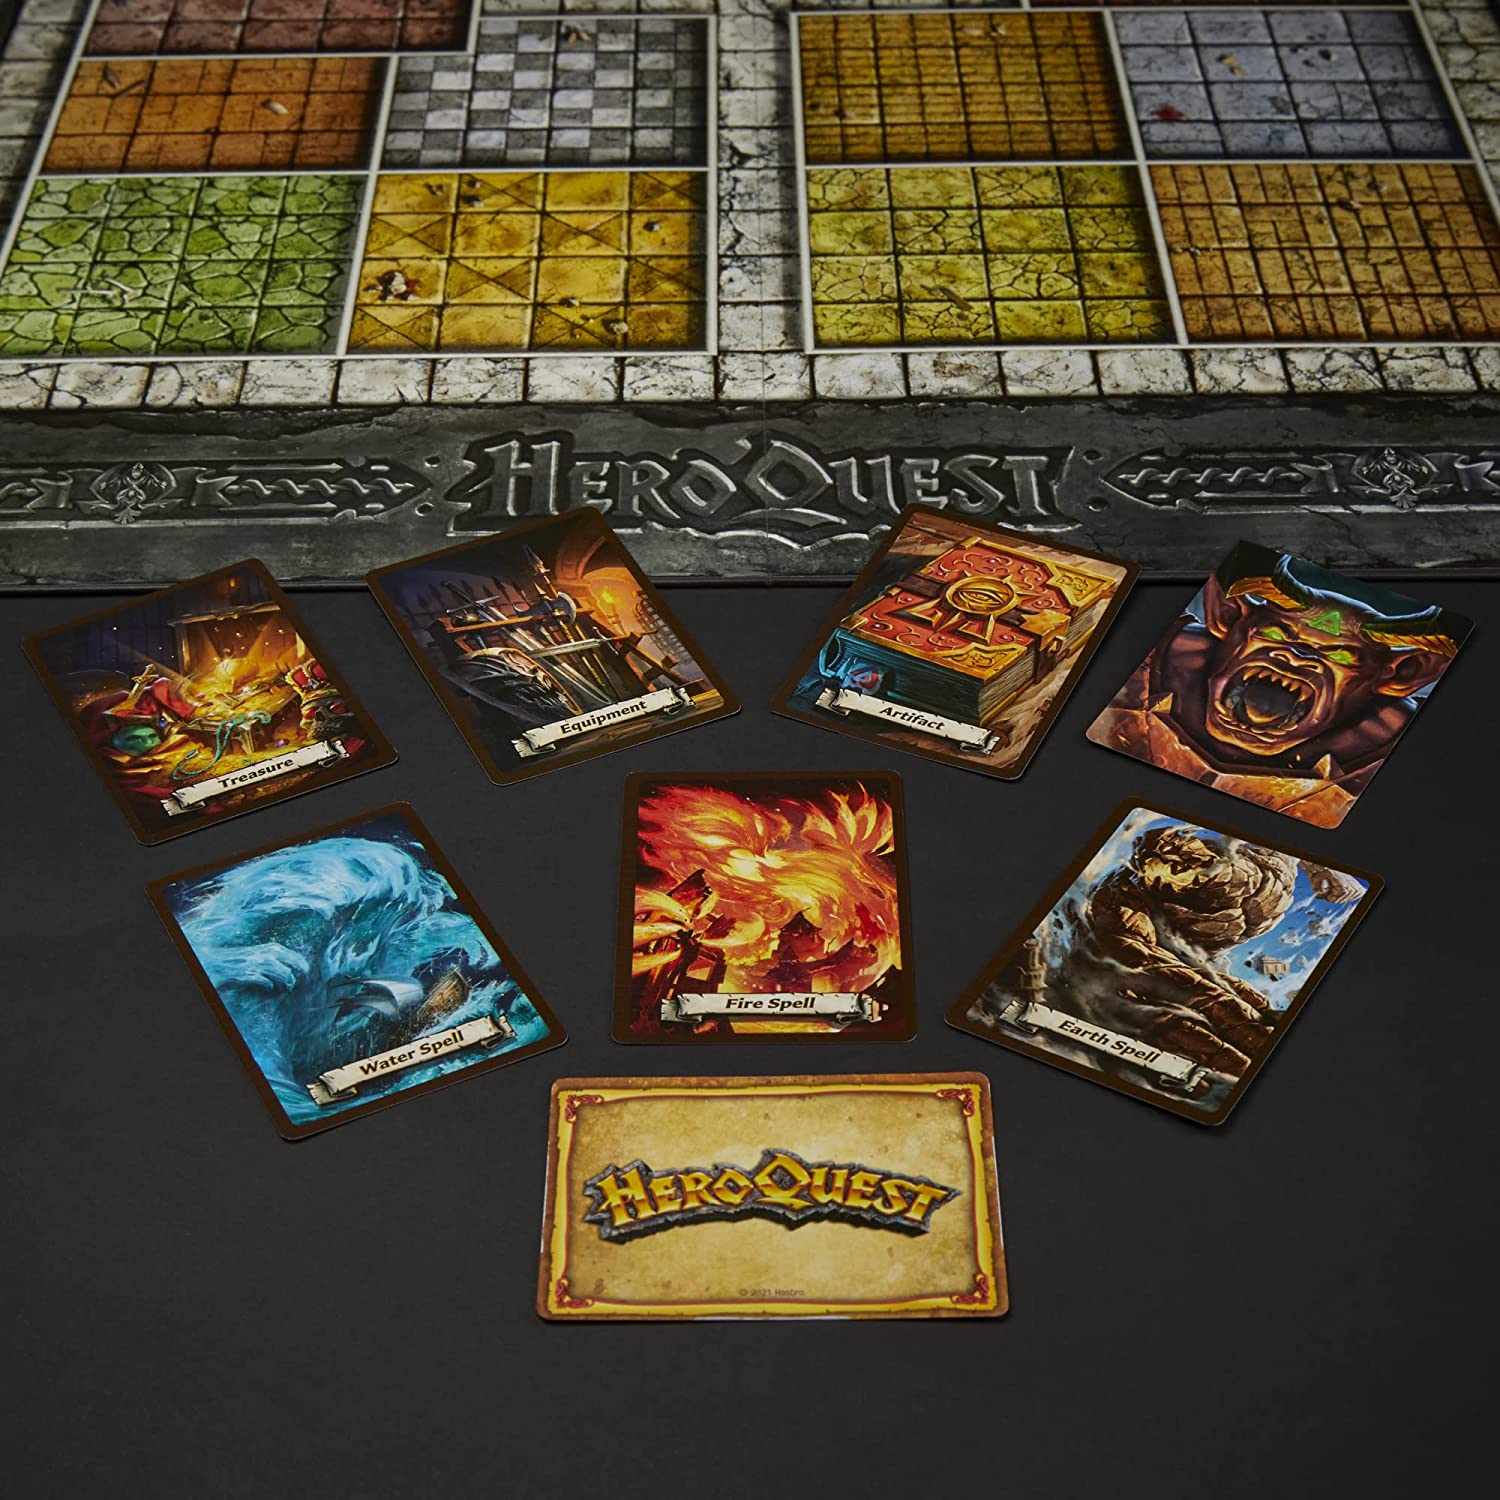 HEROQUEST
Treasure
Equipment
Artifact
Water Spell
Fire Spell
Earth Spell
HEROQUEST
© 2021 Hasbro.